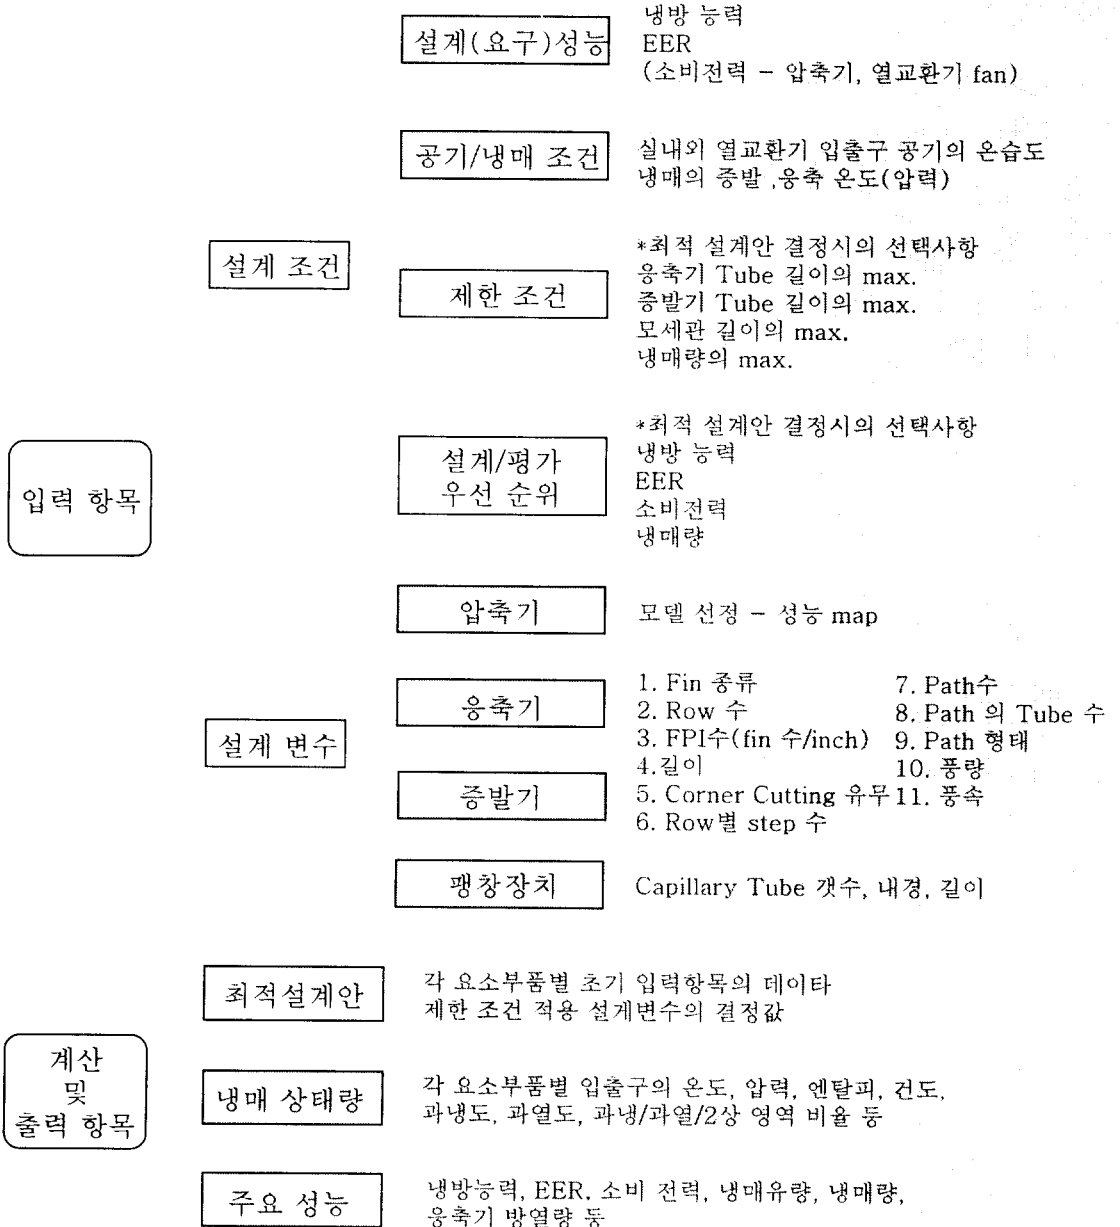 설계(요구)성능
냉방 능력
EER
(소비전력 - 압축기, 열교환기 fan)
공기/냉매 조건
실내외 열교환기 입출구 공기의 온습도
냉매의 증발 ,응축 온도(압력)
설계 조건
제한 조건
*최적 설계안 결정시의 선택사항
응축기 Tube 길이의 max.
증발기 Tube 길이의 max.
모세관 길이의 max.
냉매량의 max.
입력 항목
설계/평가
우선 순위
*최적 설계안 결정시의 선택사항
냉방 능력
EER
소비전력
냉매량
압축기
모델 선정 - 성능 map
설계 변수
응축기
증발기
1. Fin 종류
2. Row 수
3. FPI수(fin 수/inch)
4.길이
5. Corner Cutting 유무
6. Row별 step 수
7. Path수
8. Path 의 Tube 수
9. Path 형태
10. 풍량
11. 풍속
팽창장치
Capillary Tube 갯수, 내경, 길이
계산
및
출력 항목
최적설계안
각 요소부품별 초기 입력항목의 데이타
제한 조건 적용 설계변수의 결정값
냉매 상태량
각 요소부품별 입출구의 온도, 압력, 엔탈피, 건도,
과냉도, 과열도, 과냉/과열/2상 영역 비율 등
주요 성능
냉방능력, EER, 소비 전력, 냉매유량, 냉매량,
응축기 방열량 등